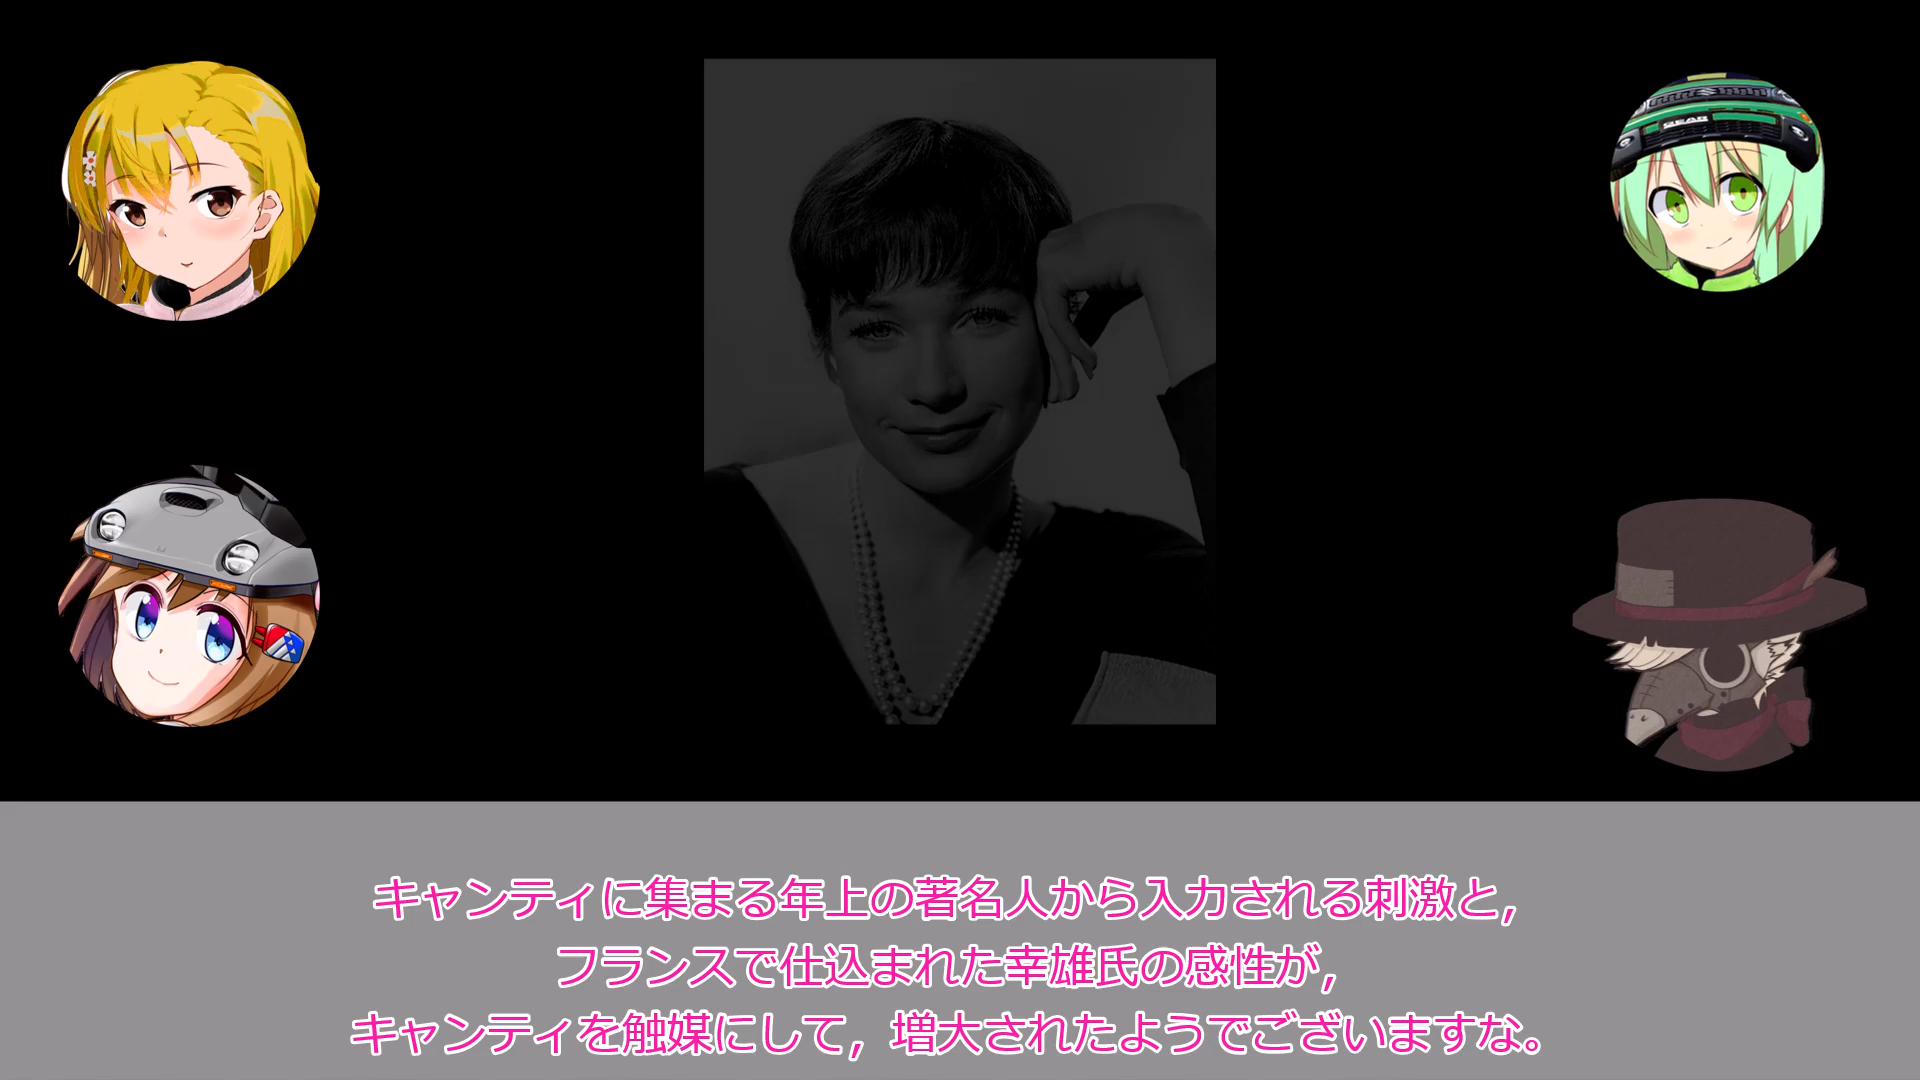 GEAR
キャンティに集まる年上の著名人から入力される刺激と，
フランスで仕込まれた幸雄氏の感性が，
キャンティを触媒にして，増大されたようでございますな。